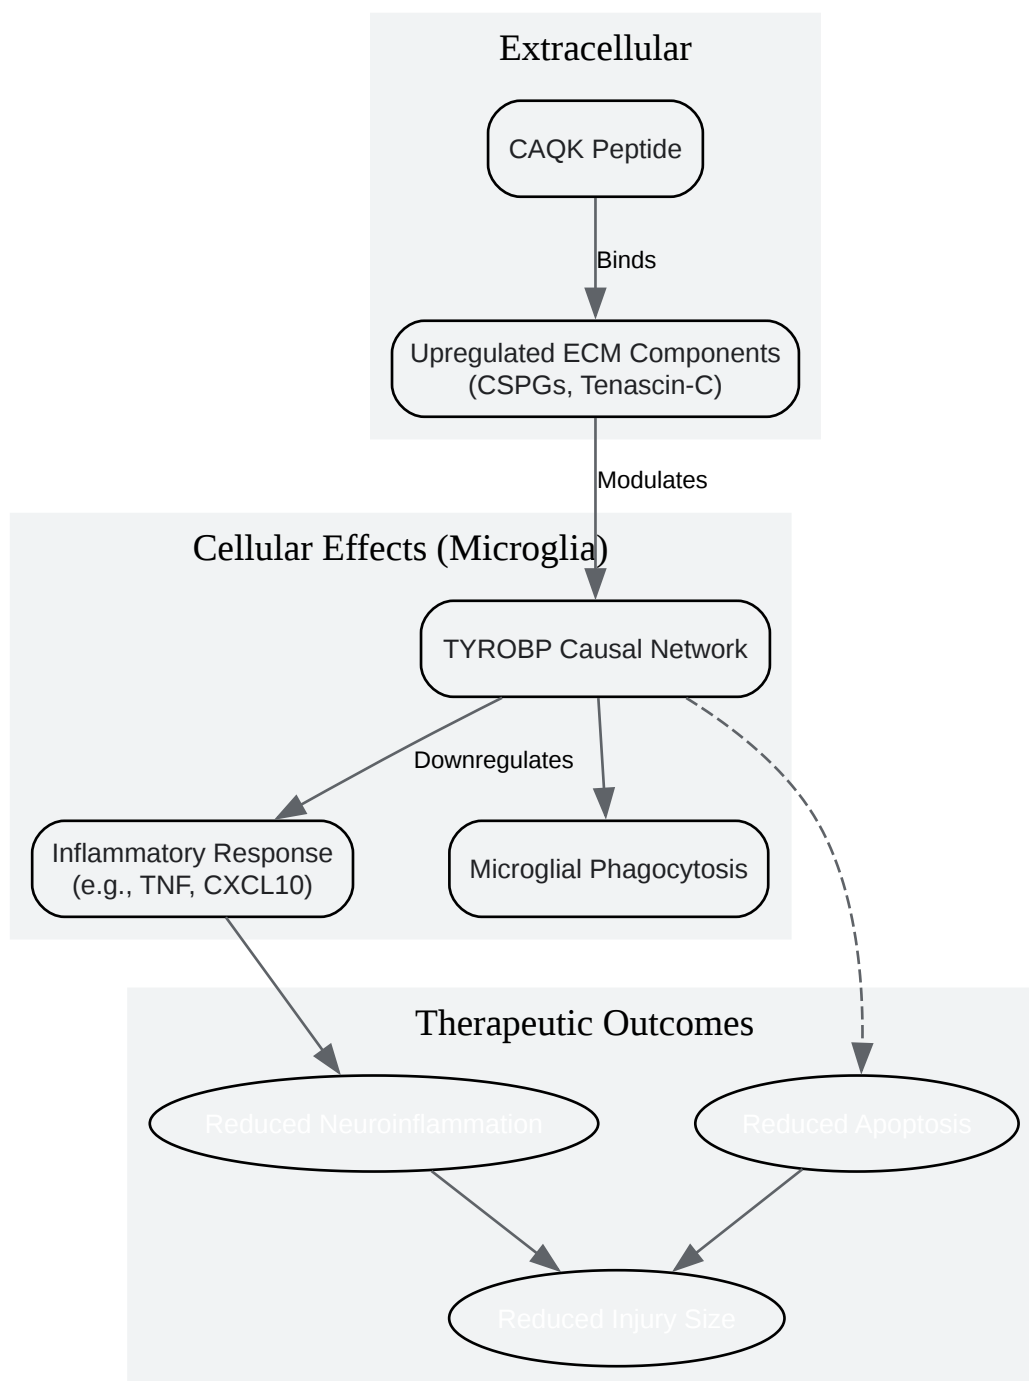 Extracellular
CAQK Peptide
Binds
Upregulated ECM Components
(CSPGs, Tenascin-C)
Modulates
Cellular Effects (Microglia)
TYROBP Causal Network
Downregulates
Inflammatory Response
(e.g., TNF, CXCL10)
Microglial Phagocytosis
Therapeutic Outcomes
Reduced Neuroinflammation
Reduced Apoptosis
Reduced Injury Size